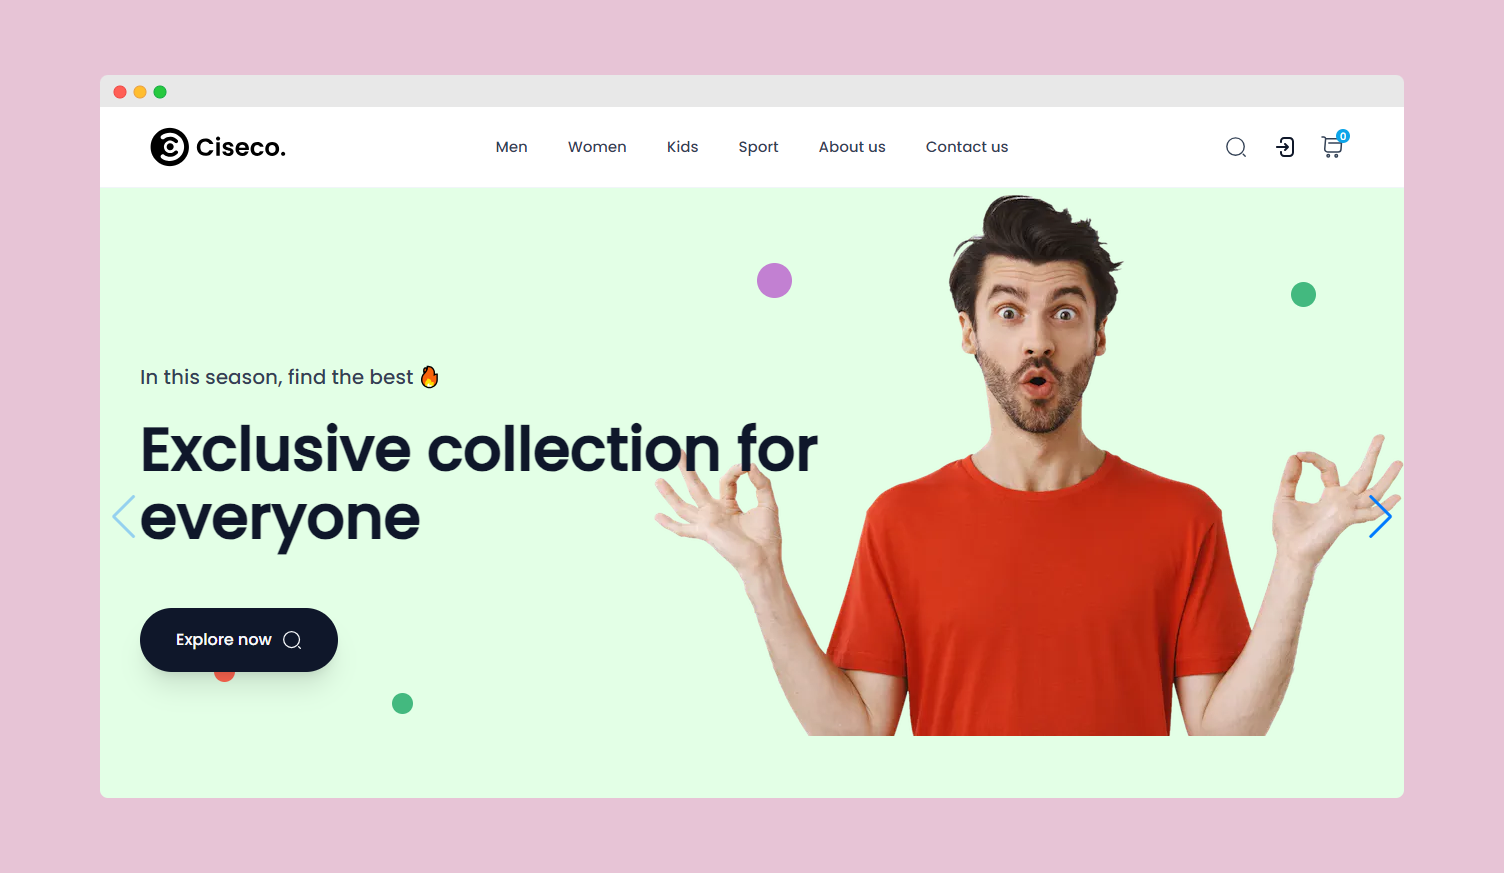 Ciseco.
Men Women Kids Sport About us Contact us
0
In this season, find the best 🔥
Exclusive collection for
everyone
Explore now